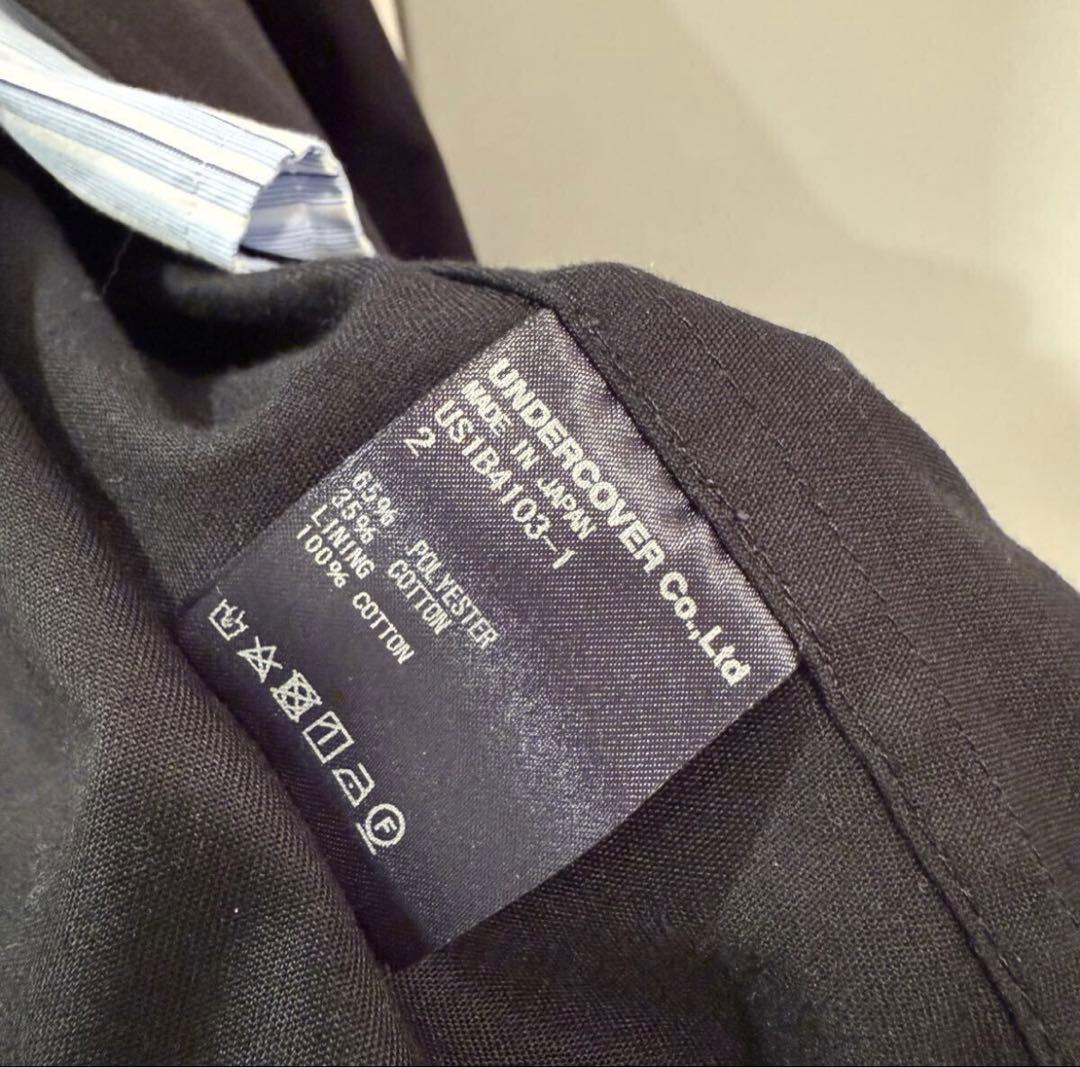 UNDERCOVER Co.,Ltd
MADE IN JAPAN
US1B4103-1
2
65% POLYESTER
35% COTTON
LINING
100% COTTON
F